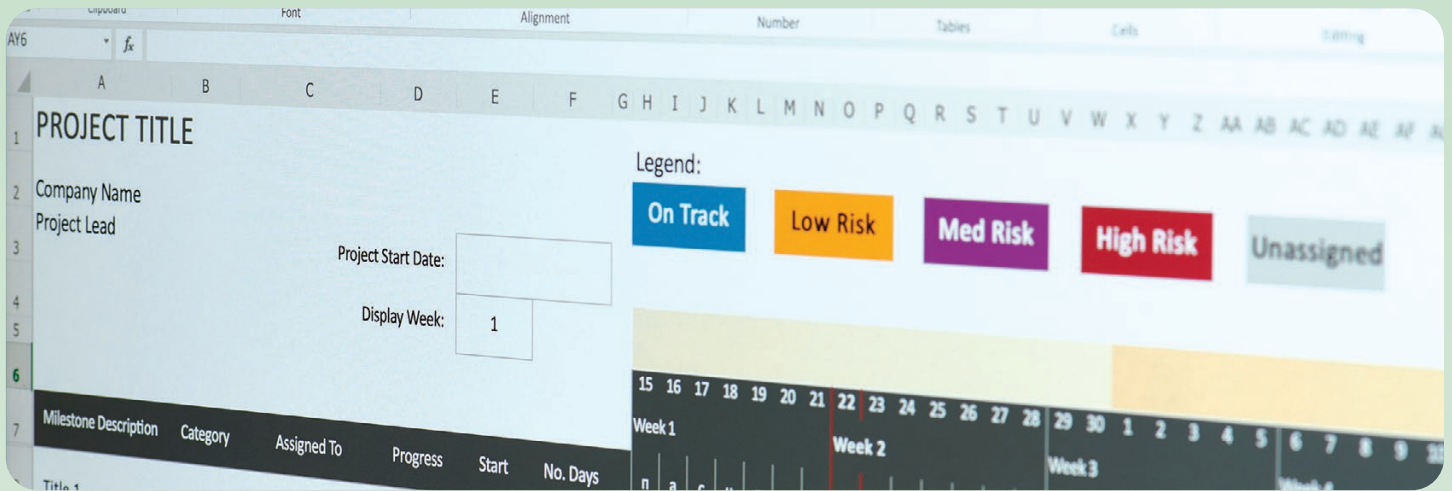 Clipboard Font Alignment Number Tables Cells Editing
AY6 fx
A B C D E F G H I J K L M N O P Q R S T U V W X Y Z AA AB AC AD AE AF
1 PROJECT TITLE
Legend:
2 Company Name
On Track Low Risk Med Risk High Risk Unassigned
Project Lead
3 Project Start Date:
4
Display Week: 1
5
6
15 16 17 18 19 20 21 22 23 24 25 26 27 28 29 30 1 2 3 4 5 6 7 8 9
7 Milestone Description Category Assigned To Progress Start No. Days
Week 1 Week 2 Week 3
Title 1